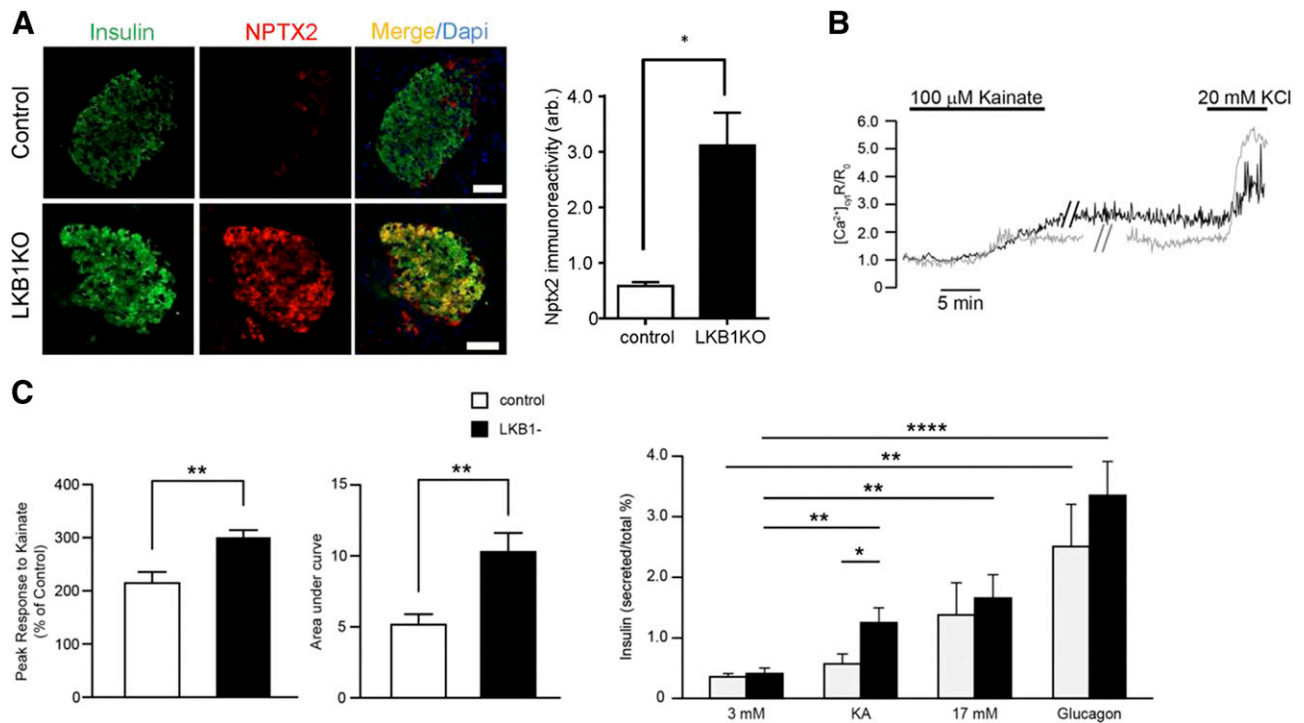 A
Insulin
NPTX2
Merge/Dapi
Control
LKB1KO
Nptx2 immunoreactivity (arb.)
4.0
3.0
2.0
1.0
0
*
control
LKB1KO
B
100 μM Kainate
20 mM KCl
[Ca²⁺]cytR/R0
6.0
5.0
4.0
3.0
2.0
1.0
0
5 min
C
control
LKB1-
Peak Response to Kainate
(% of Control)
400
300
200
100
0
**
Area under curve
15
10
5
0
**
Insulin (secreted/total %)
4.0
3.0
2.0
1.0
0
****
**
**
**
*
3 mM
KA
17 mM
Glucagon